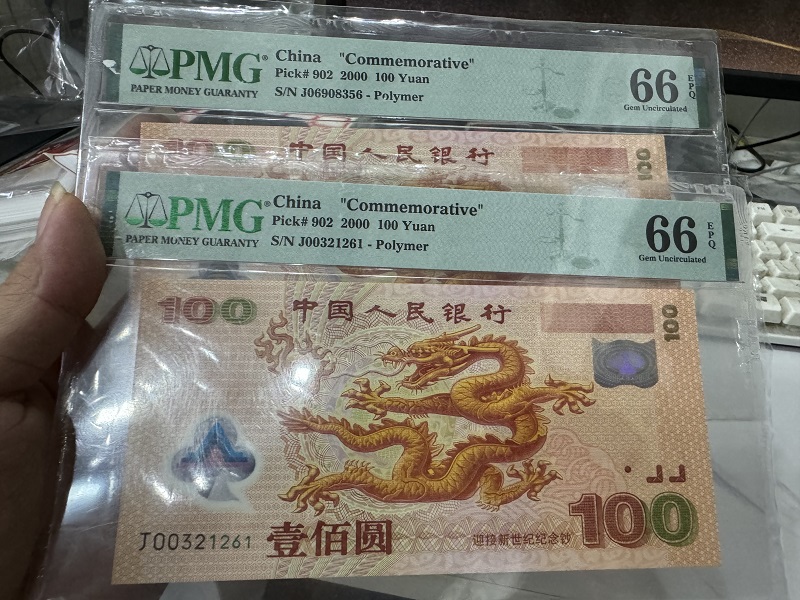 PMG® China "Commemorative"
PAPER MONEY GUARANTY Pick# 902 2000 100 Yuan
S/N J06908356 - Polymer
66 EPQ
Gem Uncirculated
100 中国人民银行 100
PMG® China "Commemorative"
PAPER MONEY GUARANTY Pick# 902 2000 100 Yuan
S/N J00321261 - Polymer
66 EPQ
Gem Uncirculated
100 中国人民银行 100
J00321261 壹佰圆 迎接新世纪纪念钞 100